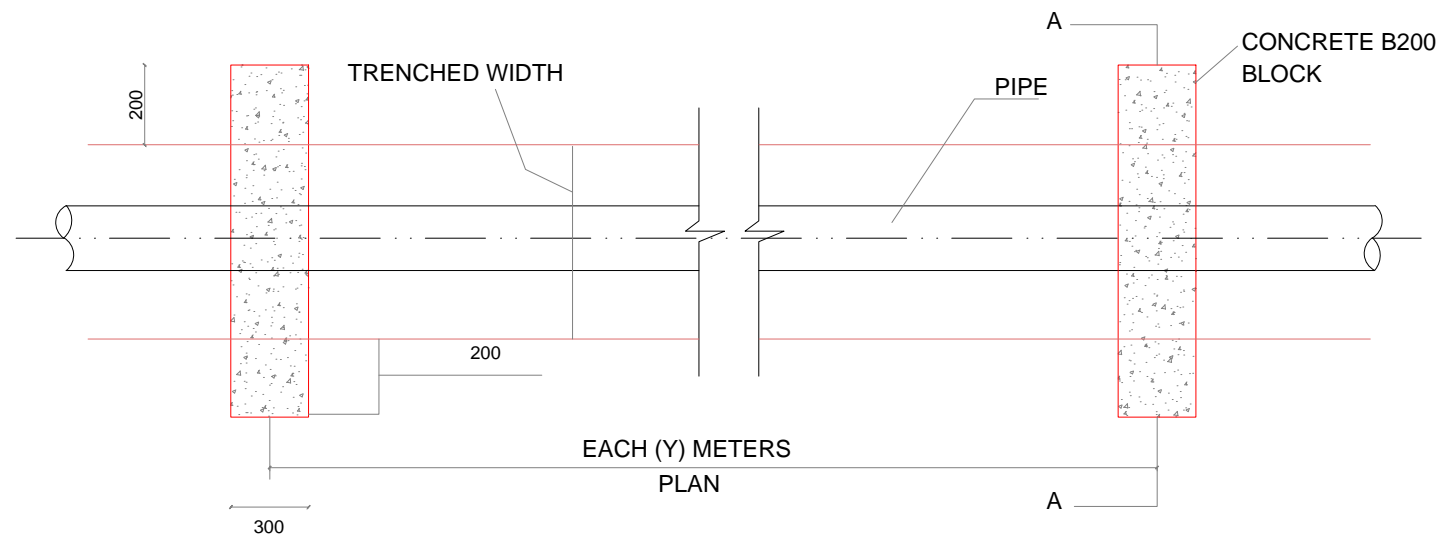 A
CONCRETE B200
BLOCK
TRENCHED WIDTH
PIPE
200
200
EACH (Y) METERS
PLAN
A
300